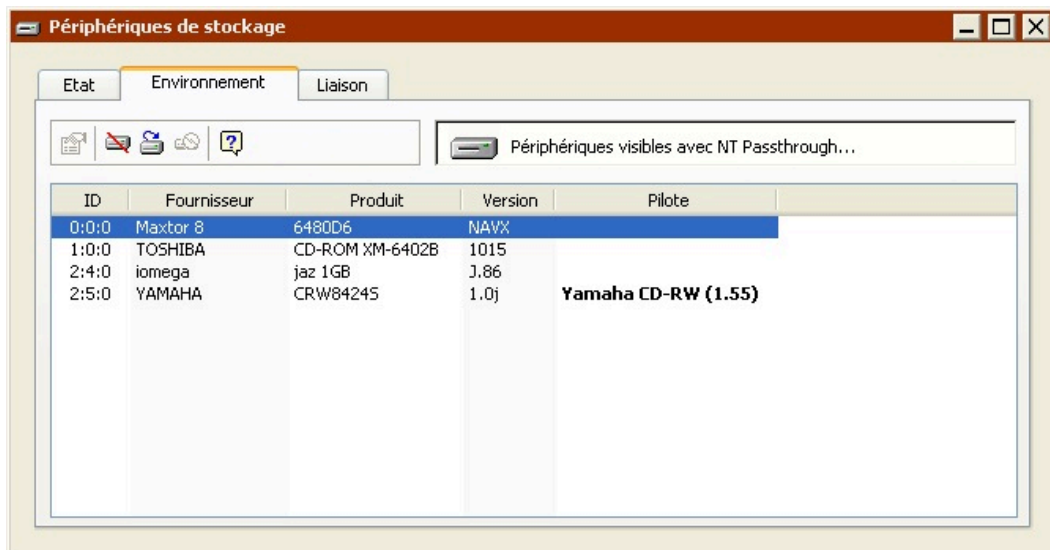 Périphériques de stockage
Etat Environnement Liaison
Périphériques visibles avec NT Passthrough...
ID Fournisseur Produit Version Pilote
0:0:0 Maxtor 8 6480D6 NAVX
1:0:0 TOSHIBA CD-ROM XM-6402B 1015
2:4:0 iomega jaz 1GB J.86
2:5:0 YAMAHA CRW8424S 1.0j Yamaha CD-RW (1.55)